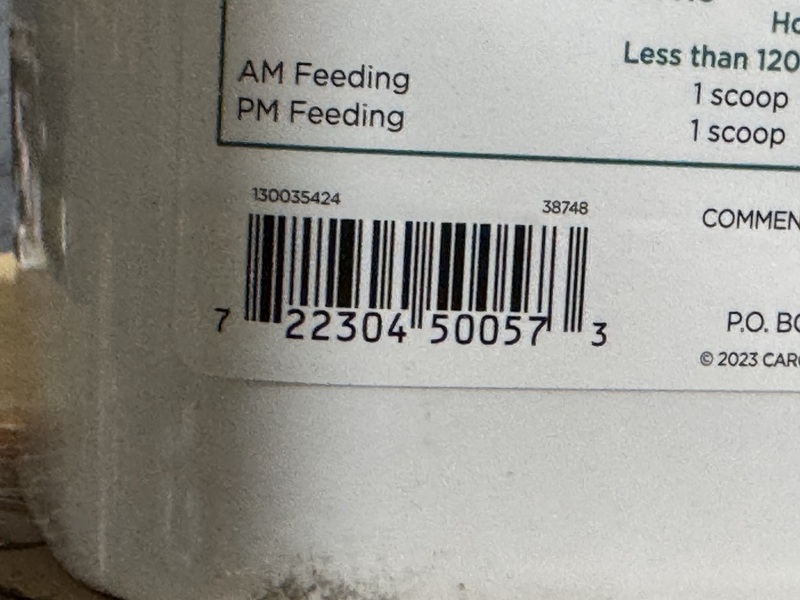 Less than 120
AM Feeding 1 scoop
PM Feeding 1 scoop
130035424 38748
COMMEN
7 22304 50057 3
P.O. BO
© 2023 CAR